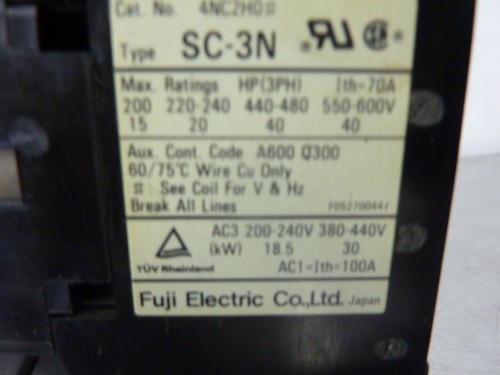 Cat. No. 4NC2H0#
Type SC-3N
Max. Ratings HP(3PH) Ith=70A
200 220-240 440-480 550-600V
15 20 40 40
Aux. Cont. Code A600 Q300
60/75°C Wire Cu Only
#: See Coil For V & Hz
Break All Lines F05270044t
AC3 200-240V 380-440V
(kW) 18.5 30
TÜV Rheinland AC1=Ith=100A
Fuji Electric Co.,Ltd. Japan